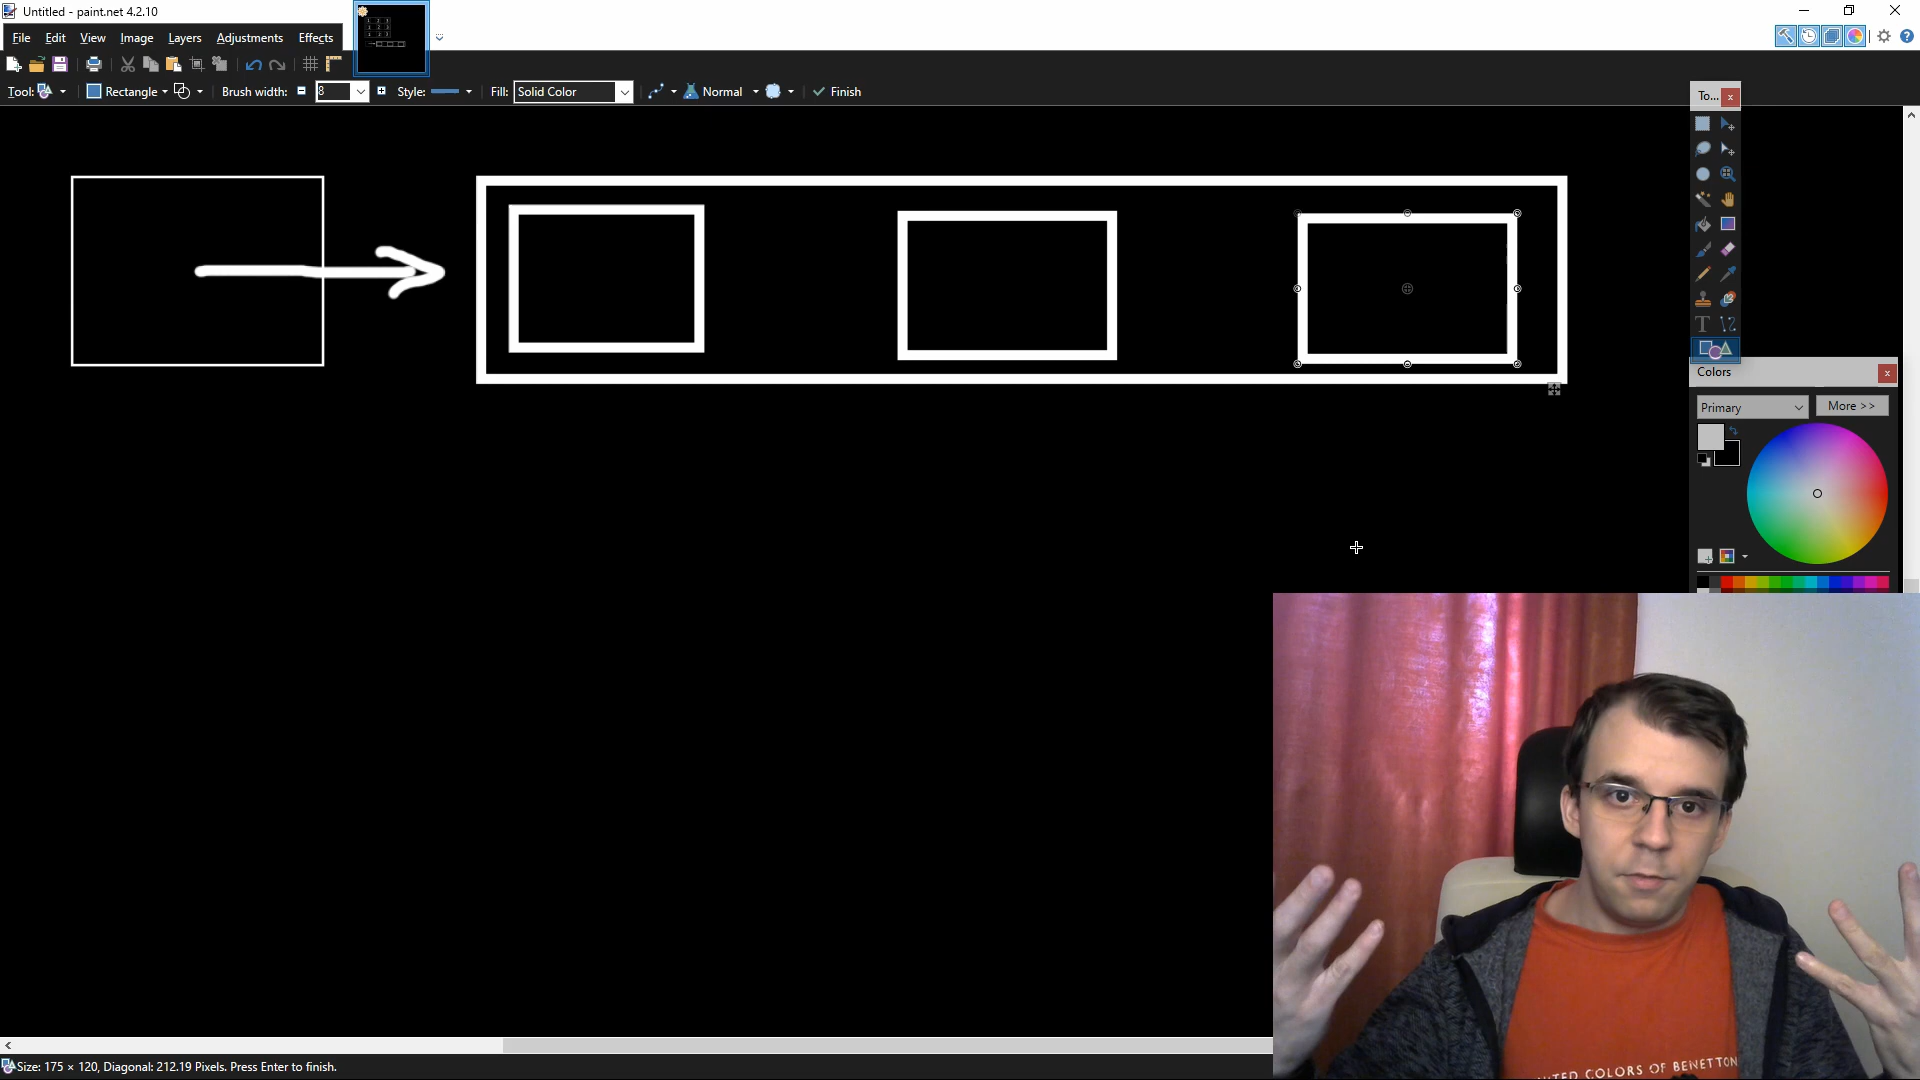 Untitled - paint.net 4.2.10
File Edit View Image Layers Adjustments Effects
Tool: Rectangle Brush width: 8 Style: Fill: Solid Color Normal Finish
To...
T
Colors
Primary More >>
Size: 175 × 120, Diagonal: 212.19 Pixels. Press Enter to finish.
UNITED COLORS OF BENETTON